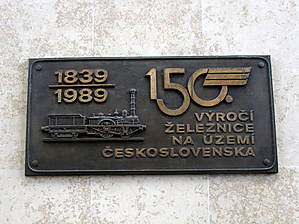 1839
1989
150.
VÝROČÍ
ŽELEZNICE
NA ÚZEMÍ
ČESKOSLOVENSKA